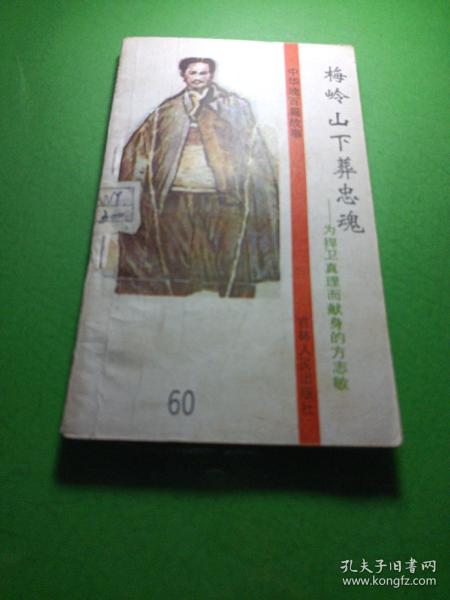 梅岭山下葬忠魂
——为捍卫真理而献身的方志敏
中华魂百篇故事
吉林人民出版社
60
孔夫子旧书网
www.kongfz.com